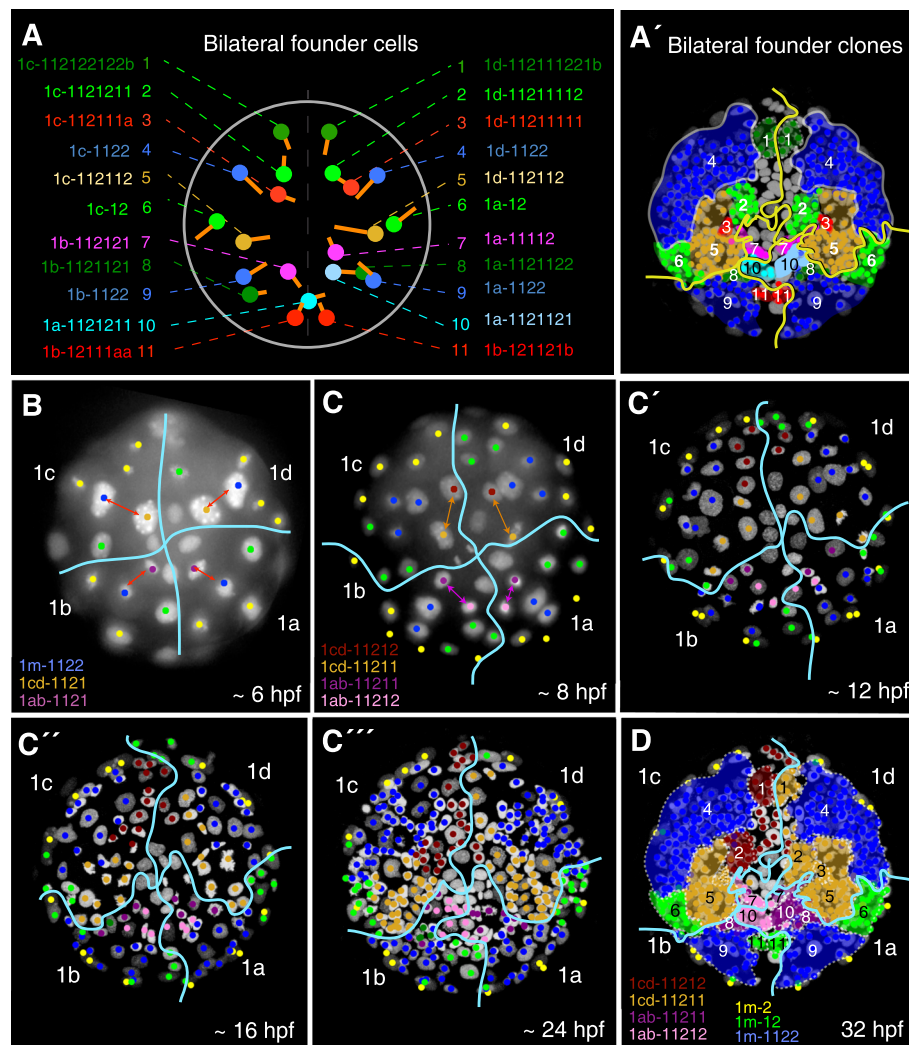 A
Bilateral founder cells
1c-112122122b 1
1 1d-112111221b
1c-1121211 2
2 1d-11211112
1c-112111a 3
3 1d-11211111
1c-1122 4
4 1d-1122
1c-112112 5
5 1d-112112
1c-12 6
6 1a-12
1b-112121 7
7 1a-11112
1b-1121121 8
8 1a-1121122
1b-1122 9
9 1a-1122
1a-1121211 10
10 1a-1121121
1b-12111aa 11
11 1b-121121b
A´
Bilateral founder clones
1 1
4 4
2 2
3 3
5 5
6 6
7 7
8 8
10 10
9 9
11 11
B
1c
1d
1b
1a
1m-1122
1cd-1121
1ab-1121
~ 6 hpf
C
1c
1d
1b
1a
1cd-11212
1cd-11211
1ab-11211
1ab-11212
~ 8 hpf
C´
1c
1d
1b
1a
~ 12 hpf
C´´
1c
1d
1b
1a
~ 16 hpf
C´´´
1c
1d
1b
1a
~ 24 hpf
D
1c
1d
1 1
4 4
2 2
3 3
5 5
6 6
7 7
8 8
10 10
9 9
11 11
1b
1a
1cd-11212
1cd-11211
1ab-11211
1ab-11212
1m-2
1m-12
1m-1122
32 hpf